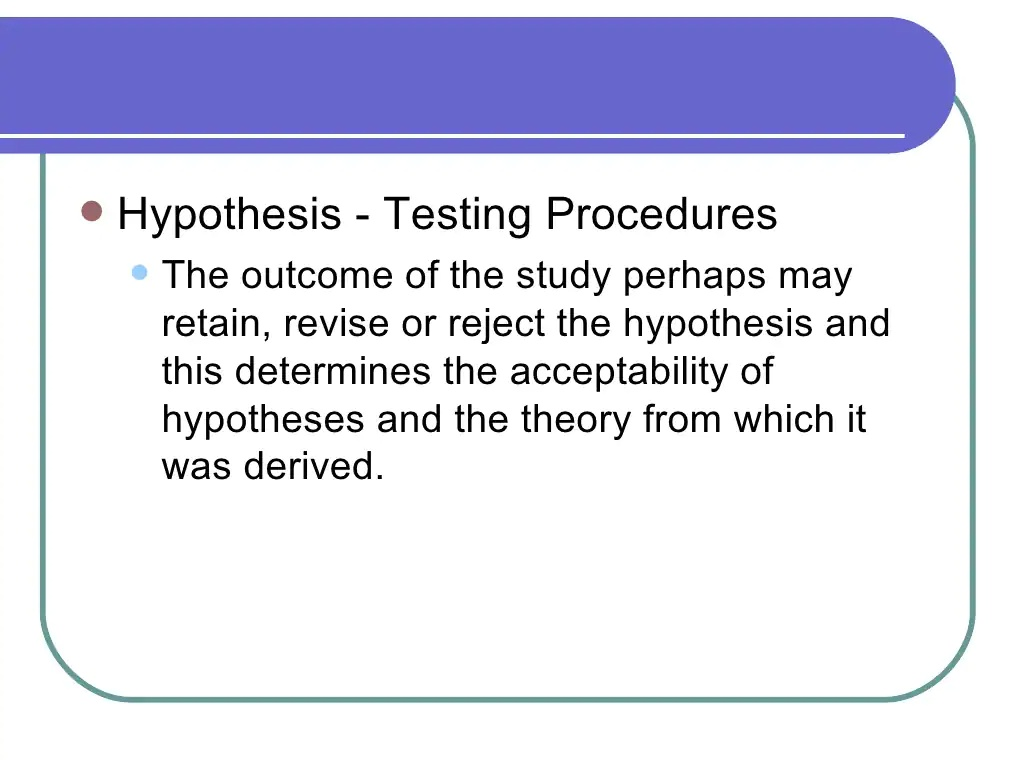 Hypothesis - Testing Procedures
The outcome of the study perhaps may
retain, revise or reject the hypothesis and
this determines the acceptability of
hypotheses and the theory from which it
was derived.